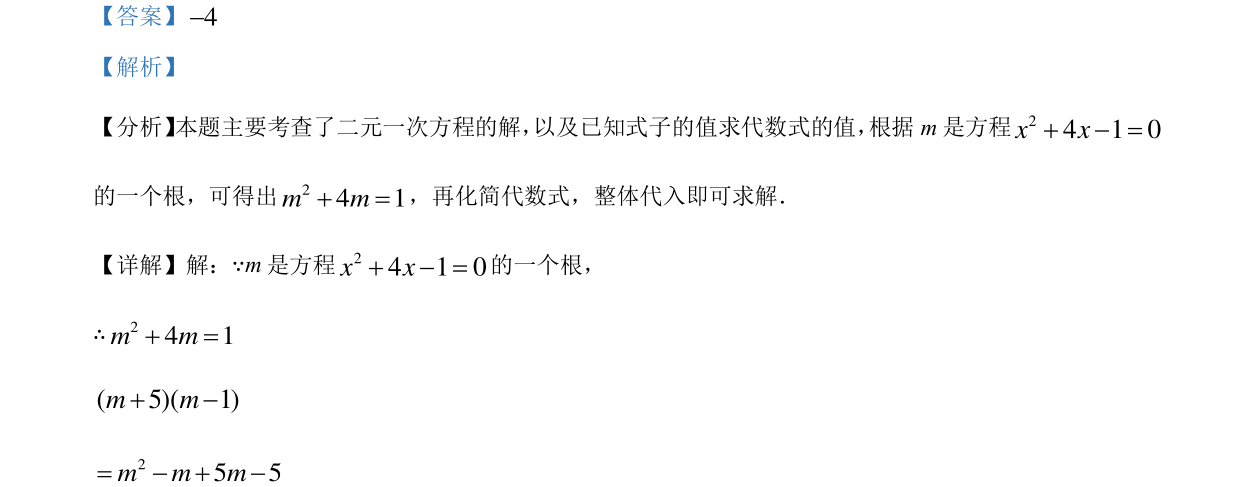 【答案】−4
【解析】
【分析】本题主要考查了二元一次方程的解，以及已知式子的值求代数式的值，根据 m 是方程 x² + 4x − 1 = 0
的一个根，可得出 m² + 4m = 1，再化简代数式，整体代入即可求解．
【详解】解：∵m 是方程 x² + 4x − 1 = 0 的一个根，
∴ m² + 4m = 1
(m + 5)(m − 1)
= m² − m + 5m − 5